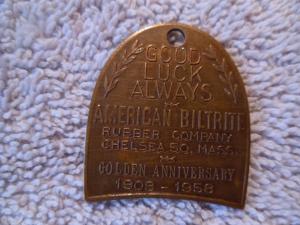 GOOD
LUCK
ALWAYS
AMERICAN BILTRITE
RUBBER COMPANY
CHELSEA 50, MASS.
GOLDEN ANNIVERSARY
1908 - 1958